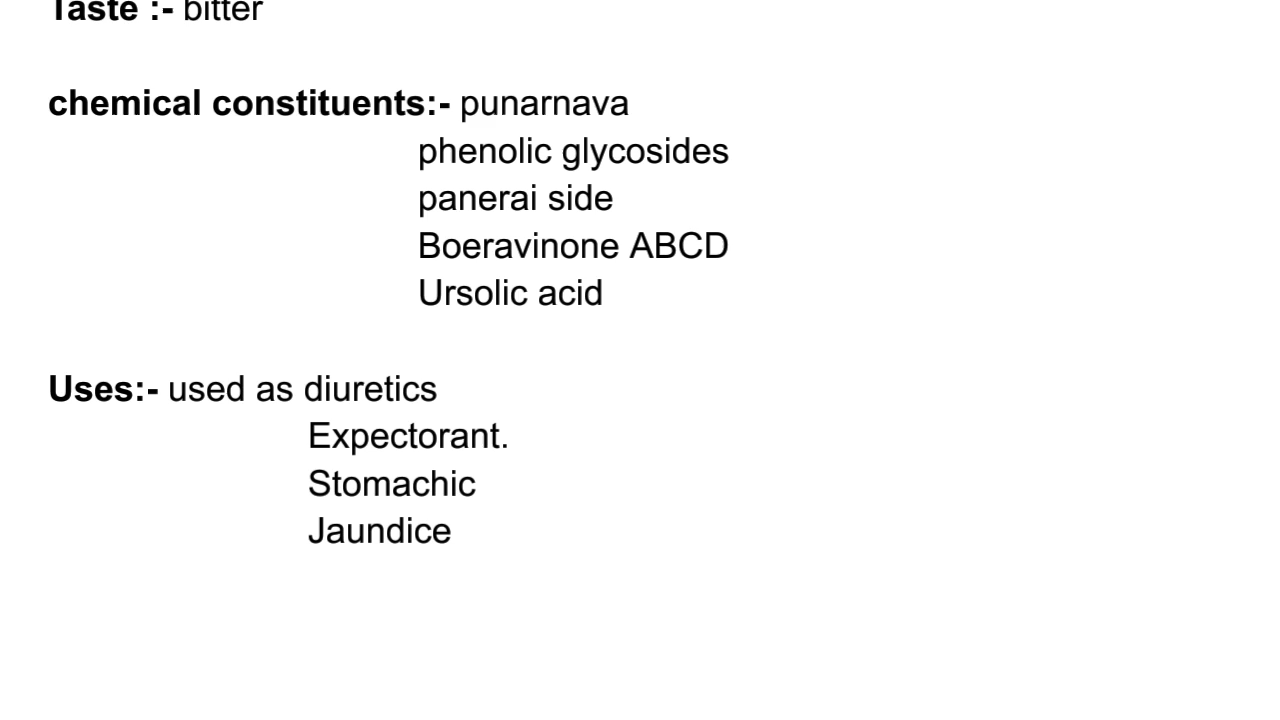 Taste :- bitter
chemical constituents:- punarnava
phenolic glycosides
panerai side
Boeravinone ABCD
Ursolic acid
Uses:- used as diuretics
Expectorant.
Stomachic
Jaundice